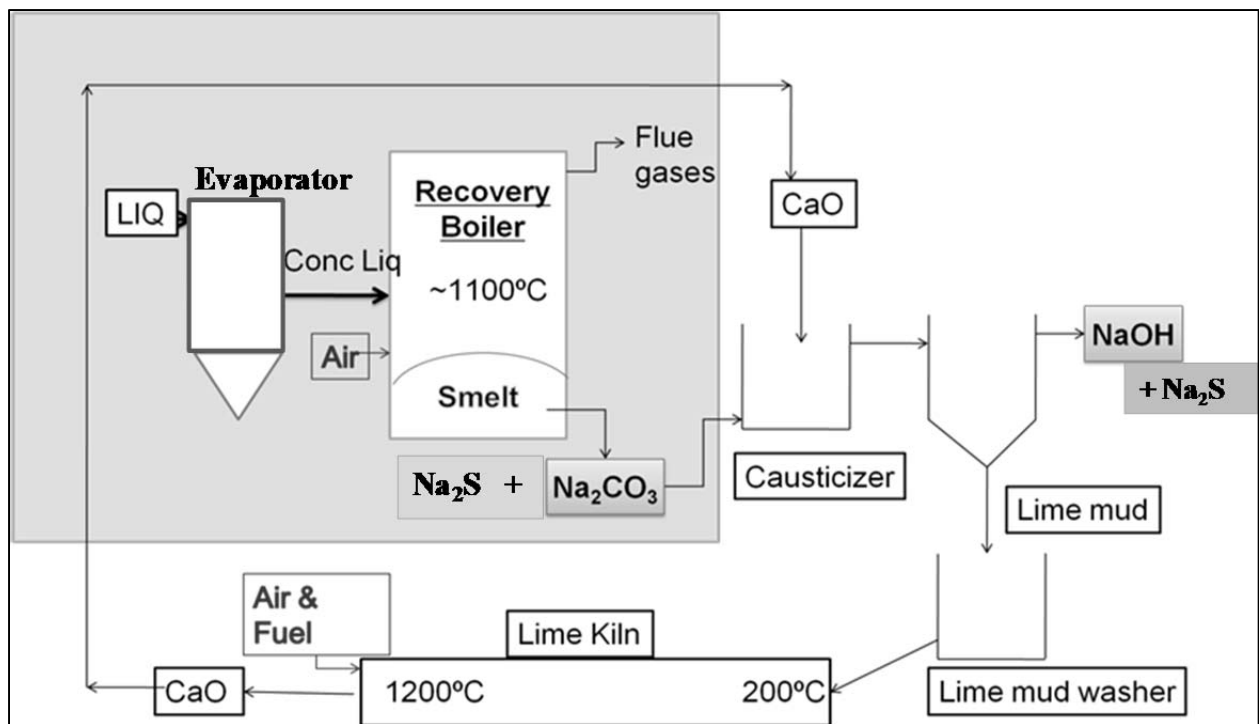 Evaporator
LIQ
Conc Liq
Air
Recovery
Boiler
~1100ºC
Smelt
Flue
gases
Na₂S +
Na₂CO₃
CaO
Causticizer
NaOH
+ Na₂S
Lime mud
Lime mud washer
Lime Kiln
200ºC
1200ºC
Air &
Fuel
CaO